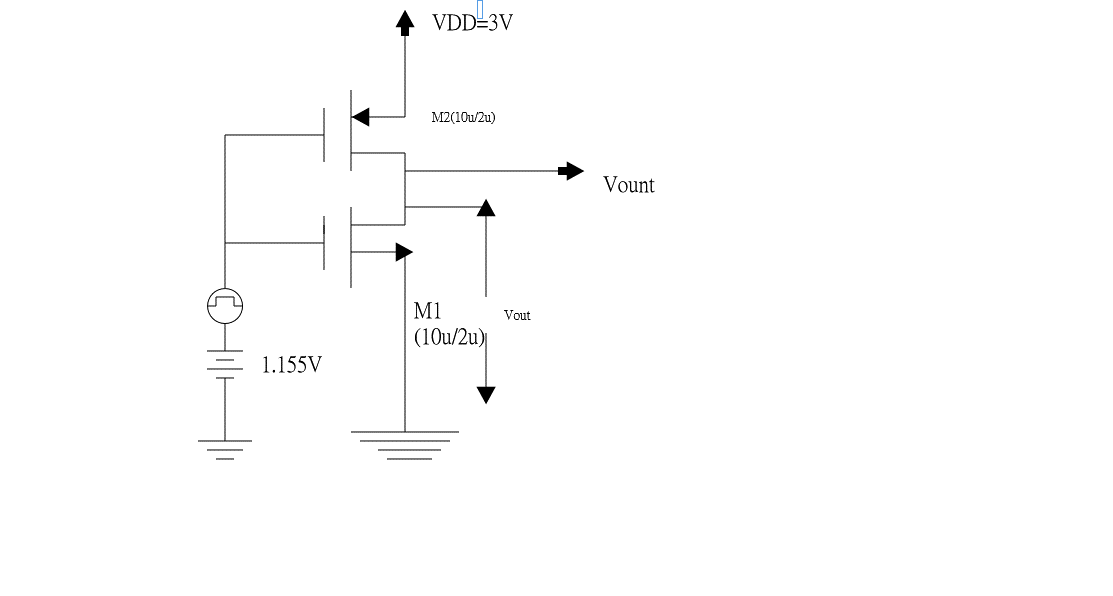 VDD=3V
M2(10u/2u)
Vount
M1
(10u/2u)
Vout
1.155V